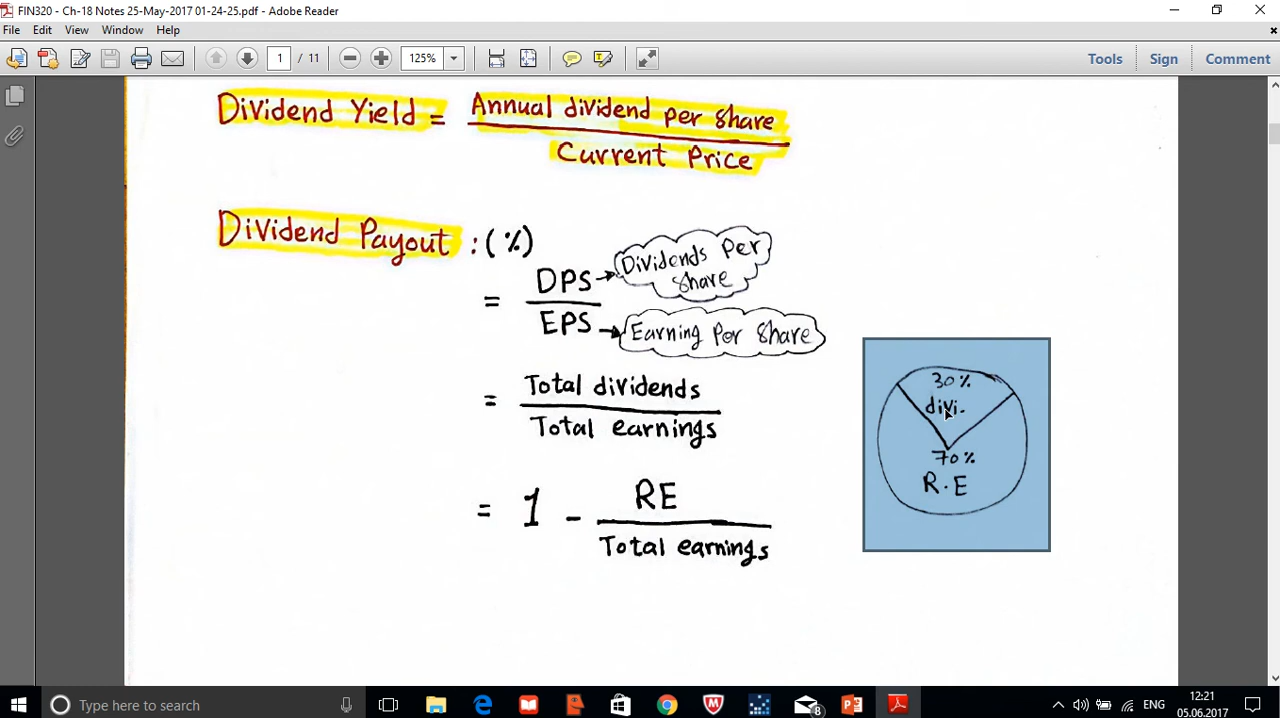 FIN320 - Ch-18 Notes 25-May-2017 01-24-25.pdf - Adobe Reader
File Edit View Window Help
1 / 11 125% Tools Sign Comment
Dividend Yield = Annual dividend per share
Current Price
Dividend Payout : (%)
= DPS → Dividends Per share
EPS → Earning Per Share
= Total dividends
Total earnings
= 1 - RE
Total earnings
30%
divi.
70%
R.E
Type here to search
8
ENG
12:21
05.06.2017